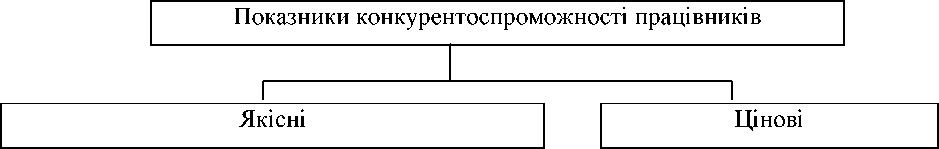 Показники конкурентоспроможності працівників
Якісні
Цінові